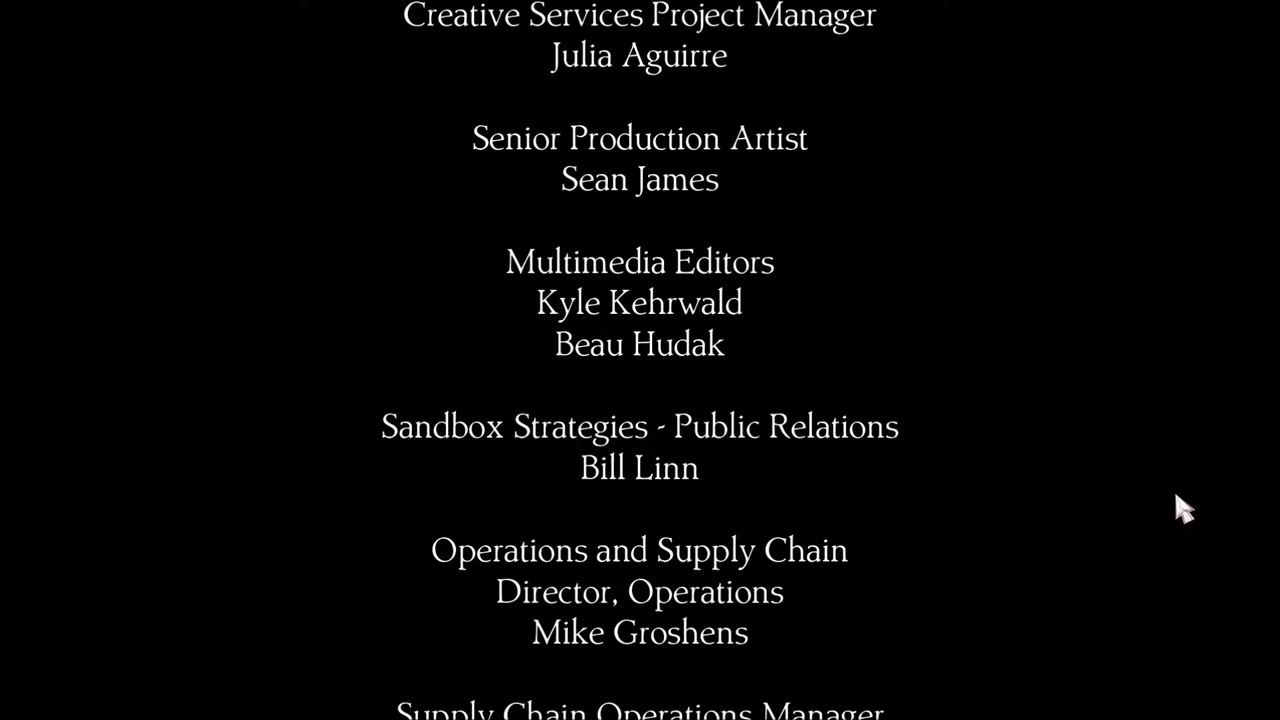 Creative Services Project Manager
Julia Aguirre
Senior Production Artist
Sean James
Multimedia Editors
Kyle Kehrwald
Beau Hudak
Sandbox Strategies - Public Relations
Bill Linn
Operations and Supply Chain
Director, Operations
Mike Groshens
Supply Chain Operations Manager